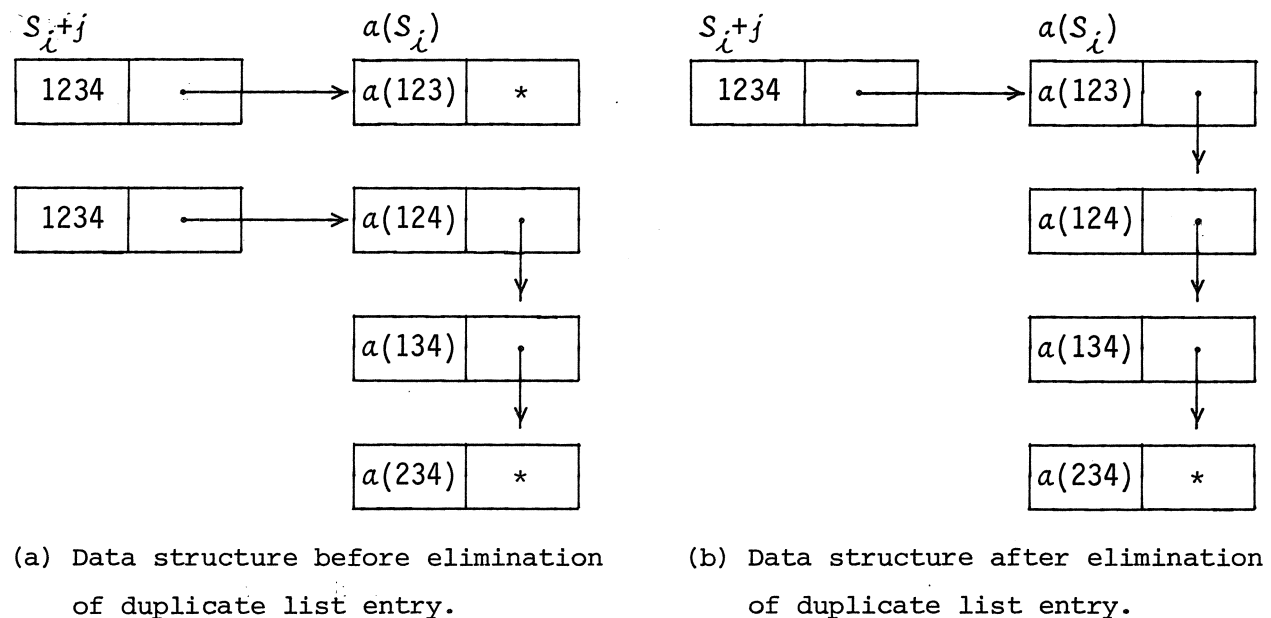 S_i+j a(S_i) S_i+j a(S_i)
1234 a(123) * 1234 a(123)
1234 a(124) a(124)
a(134) a(134)
a(234) * a(234) *
(a) Data structure before elimination
of duplicate list entry.
(b) Data structure after elimination
of duplicate list entry.